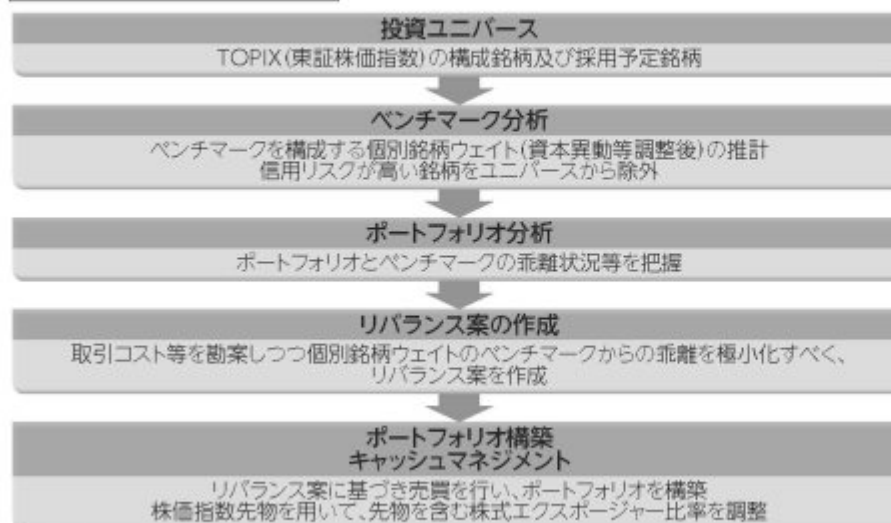 投資ユニバース
TOPIX(東証株価指数)の構成銘柄及び採用予定銘柄
ベンチマーク分析
ベンチマークを構成する個別銘柄ウェイト(資本異動等調整後)の推計
信用リスクが高い銘柄をユニバースから除外
ポートフォリオ分析
ポートフォリオとベンチマークの乖離状況等を把握
リバランス案の作成
取引コスト等を勘案しつつ個別銘柄ウェイトのベンチマークからの乖離を極小化すべく、
リバランス案を作成
ポートフォリオ構築
キャッシュマネジメント
リバランス案に基づき売買を行い、ポートフォリオを構築
株価指数先物を用いて、先物を含む株式エクスポージャー比率を調整